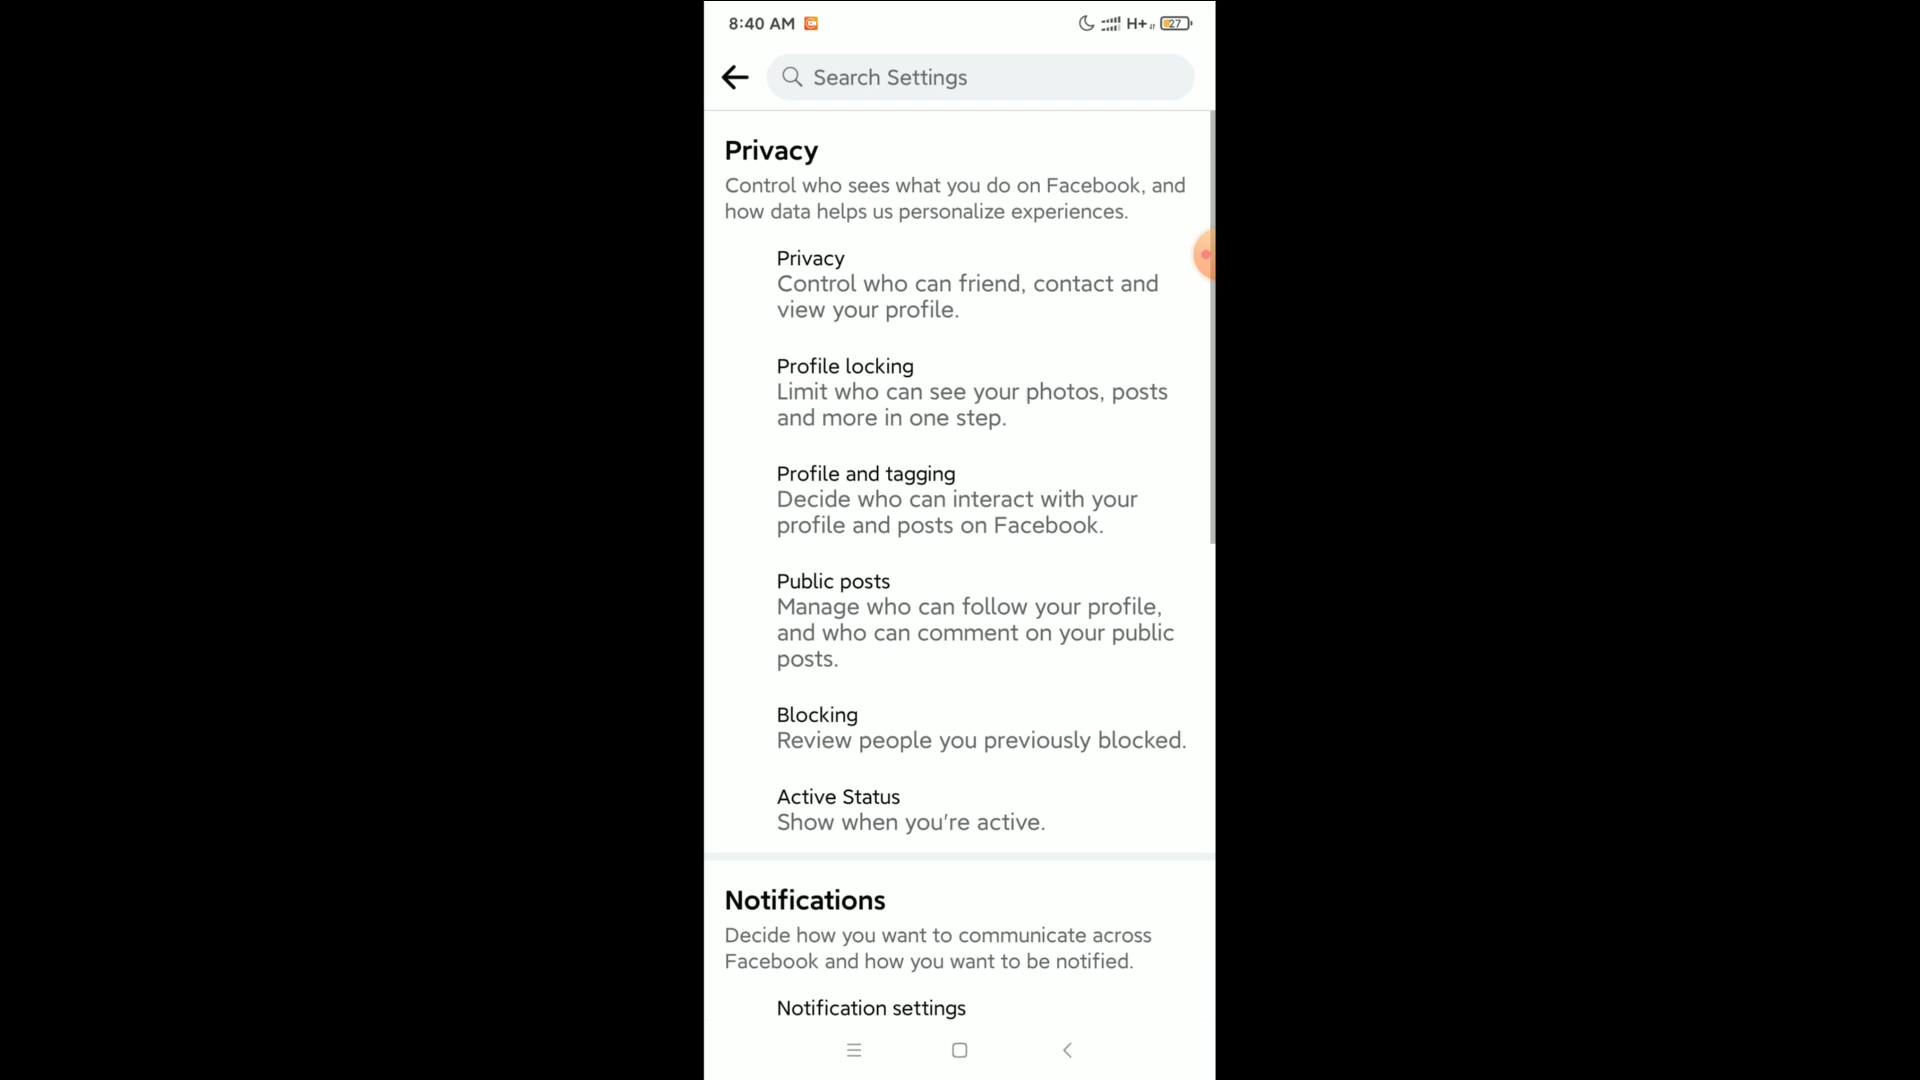 8:40 AM
H+ 27
Search Settings
Privacy
Control who sees what you do on Facebook, and
how data helps us personalize experiences.
Privacy
Control who can friend, contact and
view your profile.
Profile locking
Limit who can see your photos, posts
and more in one step.
Profile and tagging
Decide who can interact with your
profile and posts on Facebook.
Public posts
Manage who can follow your profile,
and who can comment on your public
posts.
Blocking
Review people you previously blocked.
Active Status
Show when you're active.
Notifications
Decide how you want to communicate across
Facebook and how you want to be notified.
Notification settings